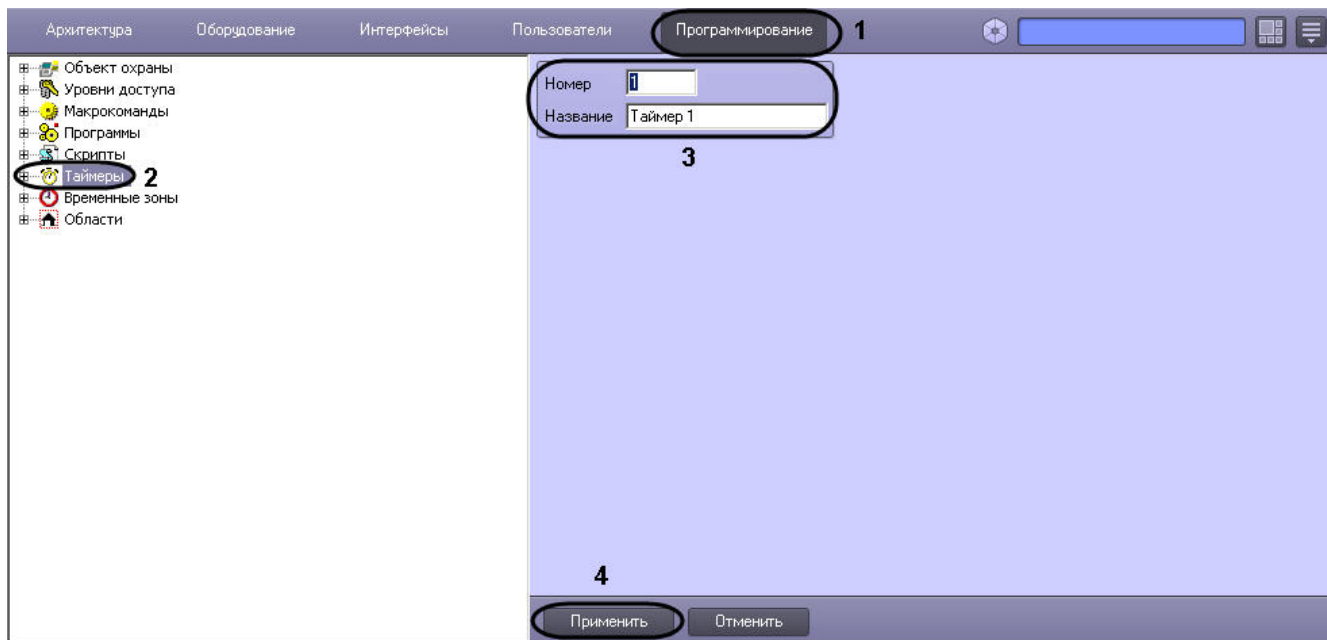 Архитектура Оборудование Интерфейсы Пользователи Программирование 1
Объект охраны
Уровни доступа
Макрокоманды
Программы
Скрипты
Таймеры 2
Временные зоны
Области
Номер 1
Название Таймер 1
3
4
Применить Отменить